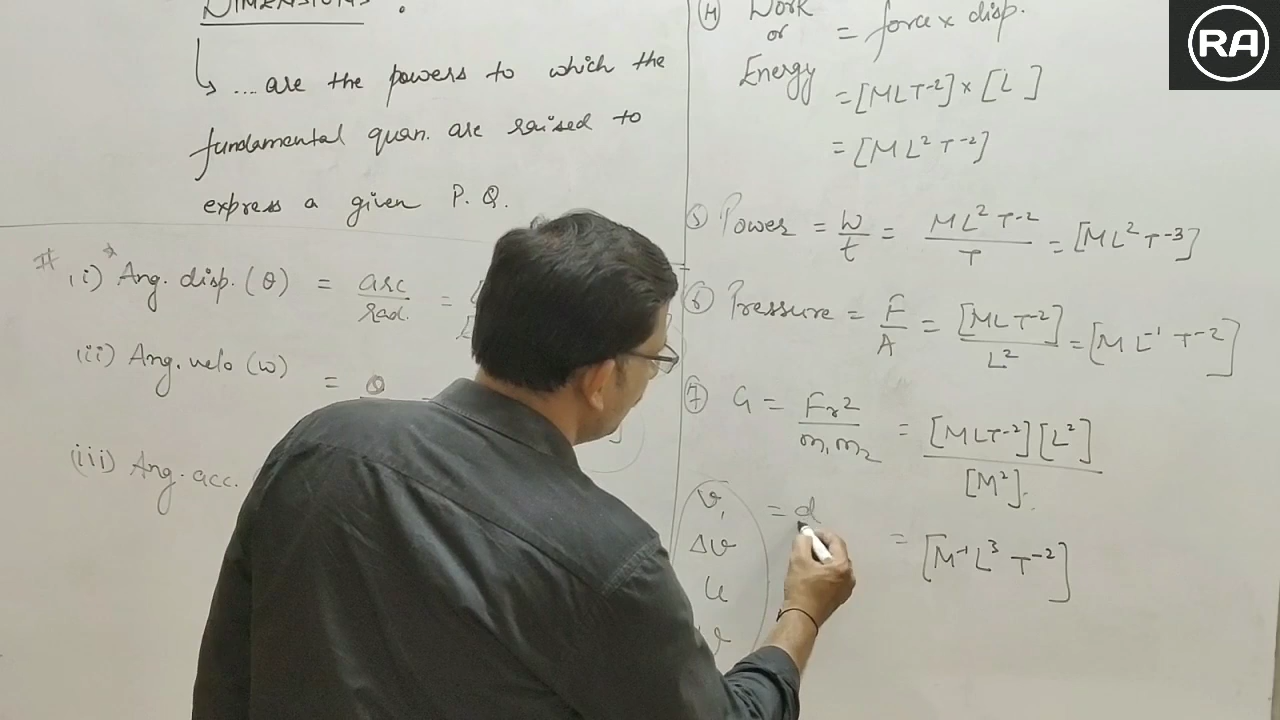 DIMENSIONS :
↳ ... are the powers to which the
fundamental quan. are raised to
express a given P. Q.
# (i) * Ang. disp. (θ) = arc / rad. =
(ii) Ang. velo (ω) = θ
(iii) Ang. acc.
(4) Work or Energy = force x disp.
= [MLT⁻²] x [L]
= [ML²T⁻²]
(5) Power = W/t = ML²T⁻² / T = [ML²T⁻³]
(6) Pressure = F/A = [MLT⁻²] / L² = [ML⁻¹T⁻²]
(7) G = Fr² / m₁m₂ = [MLT⁻²][L²] / [M²]
= [M⁻¹L³T⁻²]
v, = d
Δv
u
RA